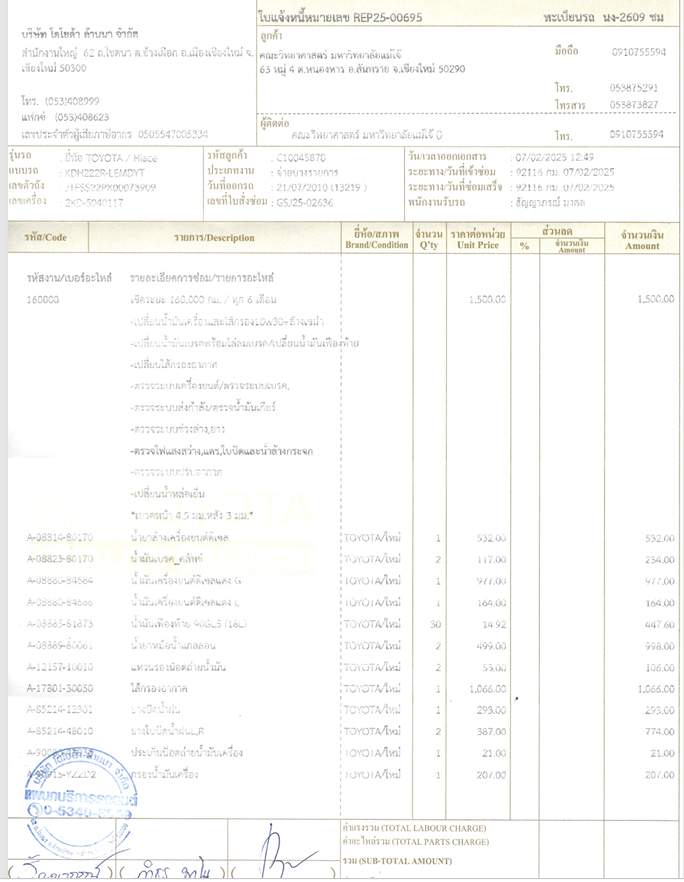 ใบแจ้งหนี้หมายเลข REP25-00695 ทะเบียนรถ นง-2609 ชม
บริษัท โตโยต้า ล้านนา จำกัด
สำนักงานใหญ่ 62 ถ.โชตนา ต.ช้างเผือก อ.เมืองเชียงใหม่ จ.
เชียงใหม่ 50300
โทร. (053)408999
แฟกซ์ (053)408623
เลขประจำตัวผู้เสียภาษีอากร 0505547005334
ลูกค้า
คณะวิทยาศาสตร์ มหาวิทยาลัยแม่โจ้
63 หมู่ 4 ต.หนองหาร อ.สันทราย จ.เชียงใหม่ 50290
มือถือ 0910755594
โทร. 053875291
โทรสาร 053873827
ผู้ติดต่อ
คณะวิทยาศาสตร์ มหาวิทยาลัยแม่โจ้ 0 โทร. 0910755594
รุ่นรถ : ยี่ห้อ TOYOTA / Hiace รหัสลูกค้า : C10045870 วัน/เวลาออกเอกสาร : 07/02/2025 12:49
แบบรถ : KDH222R-LEMDYT ประเภทงาน : จ่ายบางรายการ ระยะทาง/วันที่เข้าซ่อม : 92116 กม. 07/02/2025
เลขตัวถัง : JTFSS22PX00073909 วันที่ออกรถ : 21/07/2010 (13219 ) ระยะทาง/วันที่ซ่อมเสร็จ : 92116 กม. 07/02/2025
เลขเครื่อง : 2KD-5040117 เลขที่ใบสั่งซ่อม : GSJ25-02636 พนักงานรับรถ : สัญญาภรณ์ มงคล
รหัส/Code รายการ/Description ยี่ห้อ/สภาพ Brand/Condition จำนวน Q'ty ราคาต่อหน่วย Unit Price ส่วนลด % จำนวนเงิน Amount จำนวนเงิน Amount
รหัสงาน/เบอร์อะไหล่ รายละเอียดการซ่อม/รายการอะไหล่
160000 เช็คระยะ 160,000 กม. / ทุก 6 เดือน 1,500.00 1,500.00
-เปลี่ยนน้ำมันเครื่องและไส้กรอง10w30+ล้างเขม่า
-เปลี่ยนน้ำมันเบรคพร้อมไล่ลมเบรค/เปลี่ยนน้ำมันเฟืองท้าย
-เปลี่ยนไส้กรองอากาศ
-ตรวจระบบเครื่องยนต์/ตรวจระบบเบรค,
-ตรวจระบบส่งกำลัง/ตรวจน้ำมันเกียร์
-ตรวจระบบช่วงล่าง,ยาง
-ตรวจไฟแสงสว่าง,แตร,ใบปัดและน้ำล้างกระจก
-ตรวจระบบปรับอากาศ
-เปลี่ยนน้ำหล่อเย็น
*เบรคหน้า 4.5 มม.หลัง 3 มม.*
A-08814-80170 น้ำยาล้างเครื่องยนต์ดีเซล TOYOTA/ใหม่ 1 532.00 532.00
A-08823-80170 น้ำมันเบรค_คลัทช์ TOYOTA/ใหม่ 2 117.00 234.00
A-08880-84684 น้ำมันเครื่องยนต์ดีเซลแดง G TOYOTA/ใหม่ 1 977.00 977.00
A-08880-84686 น้ำมันเครื่องยนต์ดีเซลแดง L TOYOTA/ใหม่ 1 164.00 164.00
A-08885-81873 น้ำมันเฟืองท้าย 90GL5 (18L) TOYOTA/ใหม่ 30 14.92 447.60
A-08889-80061 น้ำยาหม้อน้ำแกลลอน TOYOTA/ใหม่ 2 499.00 998.00
A-12157-10010 แหวนรองน๊อตถ่ายน้ำมัน TOYOTA/ใหม่ 2 53.00 106.00
A-17801-30050 ไส้กรองอากาศ TOYOTA/ใหม่ 1 1,066.00 1,066.00
A-85214-12301 ยางปัดน้ำฝน TOYOTA/ใหม่ 1 293.00 293.00
A-85214-48010 ยางใบปัดน้ำฝนL,R TOYOTA/ใหม่ 2 387.00 774.00
ประเก็นน๊อตถ่ายน้ำมันเครื่อง TOYOTA/ใหม่ 1 21.00 21.00
กรองน้ำมันเครื่อง TOYOTA/ใหม่ 1 207.00 207.00
บริษัท โตโยต้า ล้านนา จำกัด
ค่าแรงรวม (TOTAL LABOUR CHARGE)
ค่าอะไหล่รวม (TOTAL PARTS CHARGE)
รวม (SUB-TOTAL AMOUNT)